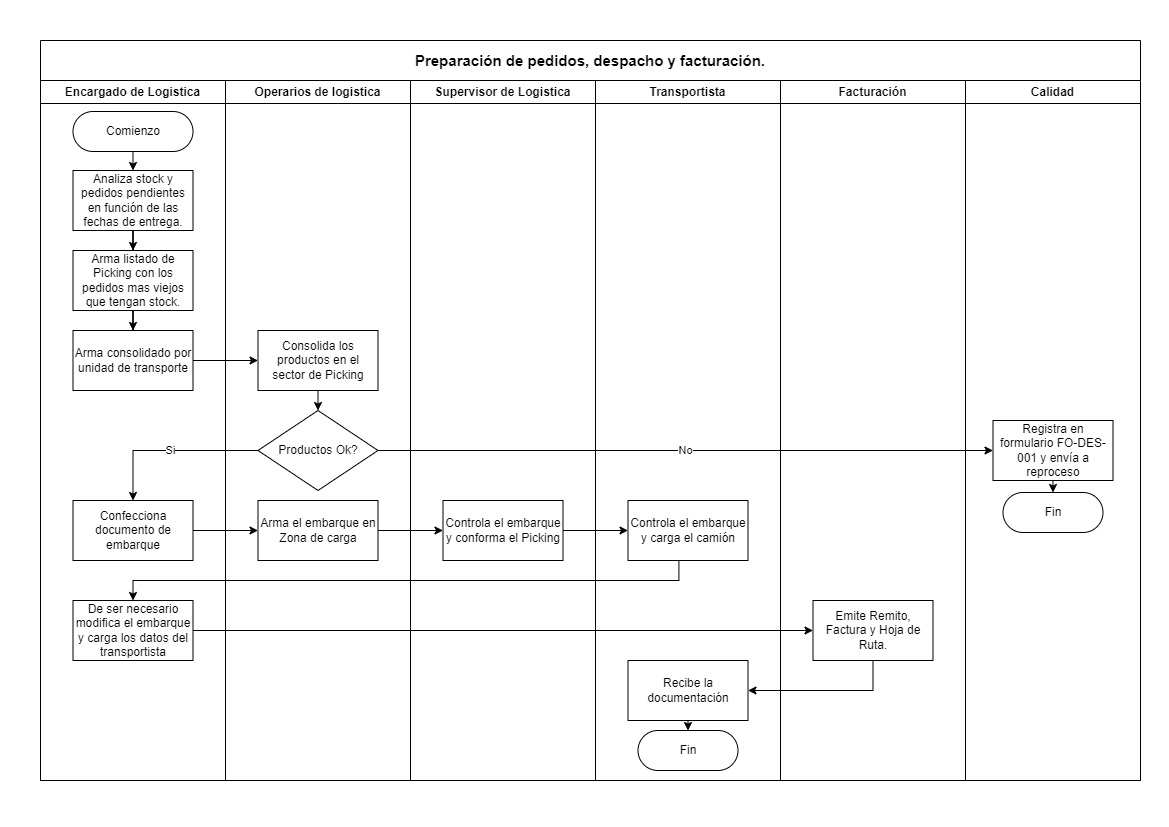 Preparación de pedidos, despacho y facturación.
Encargado de Logistica
Operarios de logistica
Supervisor de Logistica
Transportista
Facturación
Calidad
Comienzo
Analiza stock y
pedidos pendientes
en función de las
fechas de entrega.
Arma listado de
Picking con los
pedidos mas viejos
que tengan stock.
Arma consolidado por
unidad de transporte
Consolida los
productos en el
sector de Picking
Productos Ok?
Si
No
Registra en
formulario FO-DES-
001 y envía a
reproceso
Fin
Confecciona
documento de
embarque
Arma el embarque en
Zona de carga
Controla el embarque
y conforma el Picking
Controla el embarque
y carga el camión
De ser necesario
modifica el embarque
y carga los datos del
transportista
Emite Remito,
Factura y Hoja de
Ruta.
Recibe la
documentación
Fin